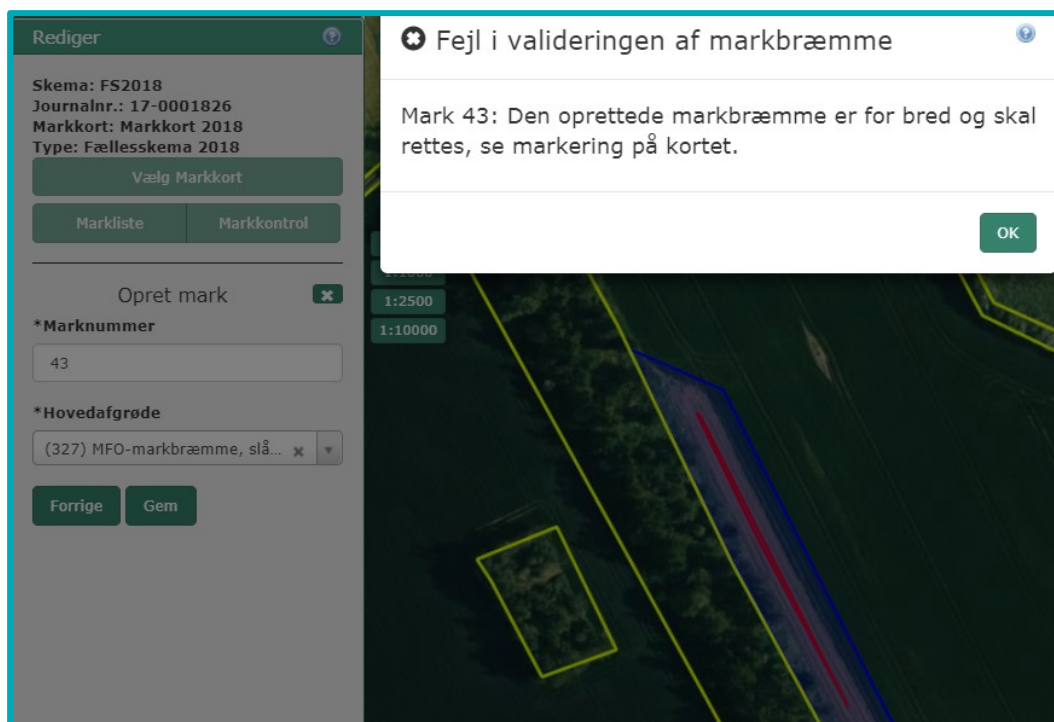 Rediger
Skema: FS2018
Journalnr.: 17-0001826
Markkort: Markkort 2018
Type: Fællesskema 2018
Vælg Markkort
Markliste
Markkontrol
Opret mark
*Marknummer
43
*Hovedafgrøde
(327) MFO-markbræmme, slå...
Forrige
Gem
Fejl i valideringen af markbræmme
Mark 43: Den oprettede markbræmme er for bred og skal
rettes, se markering på kortet.
OK
1:2500
1:10000